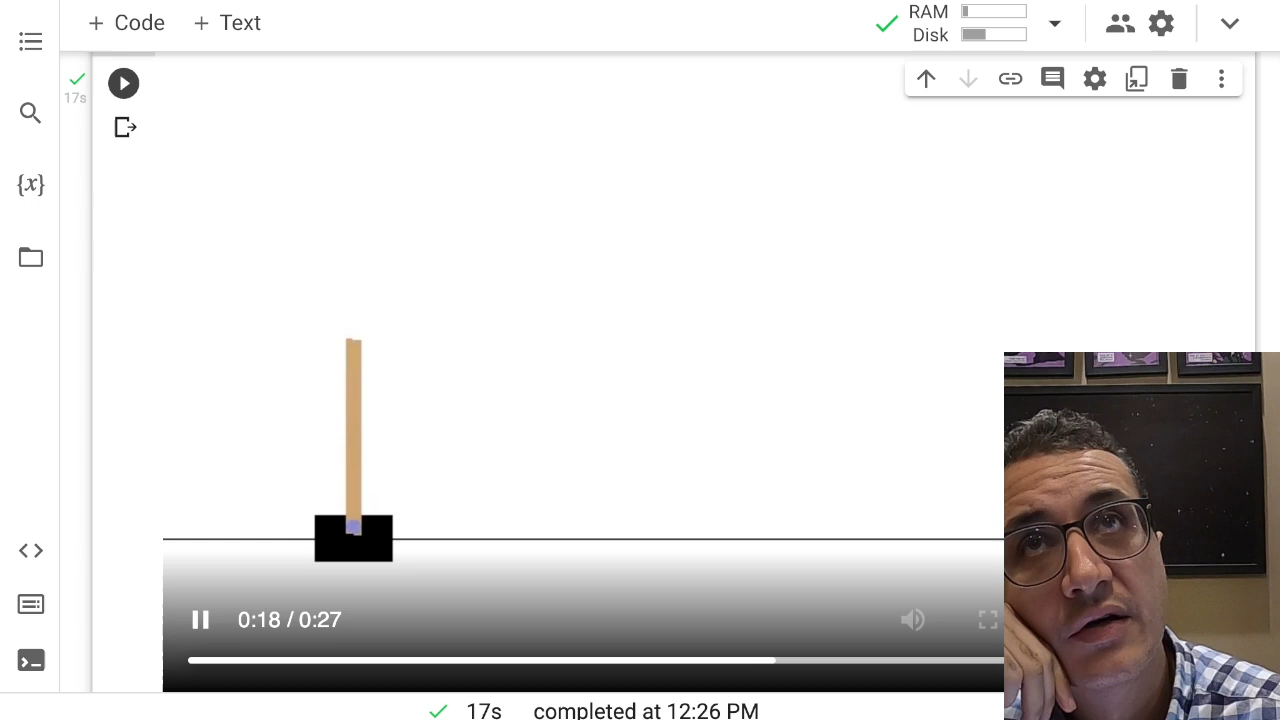 + Code + Text
RAM
Disk
17s
{x}
0:18 / 0:27
17s completed at 12:26 PM